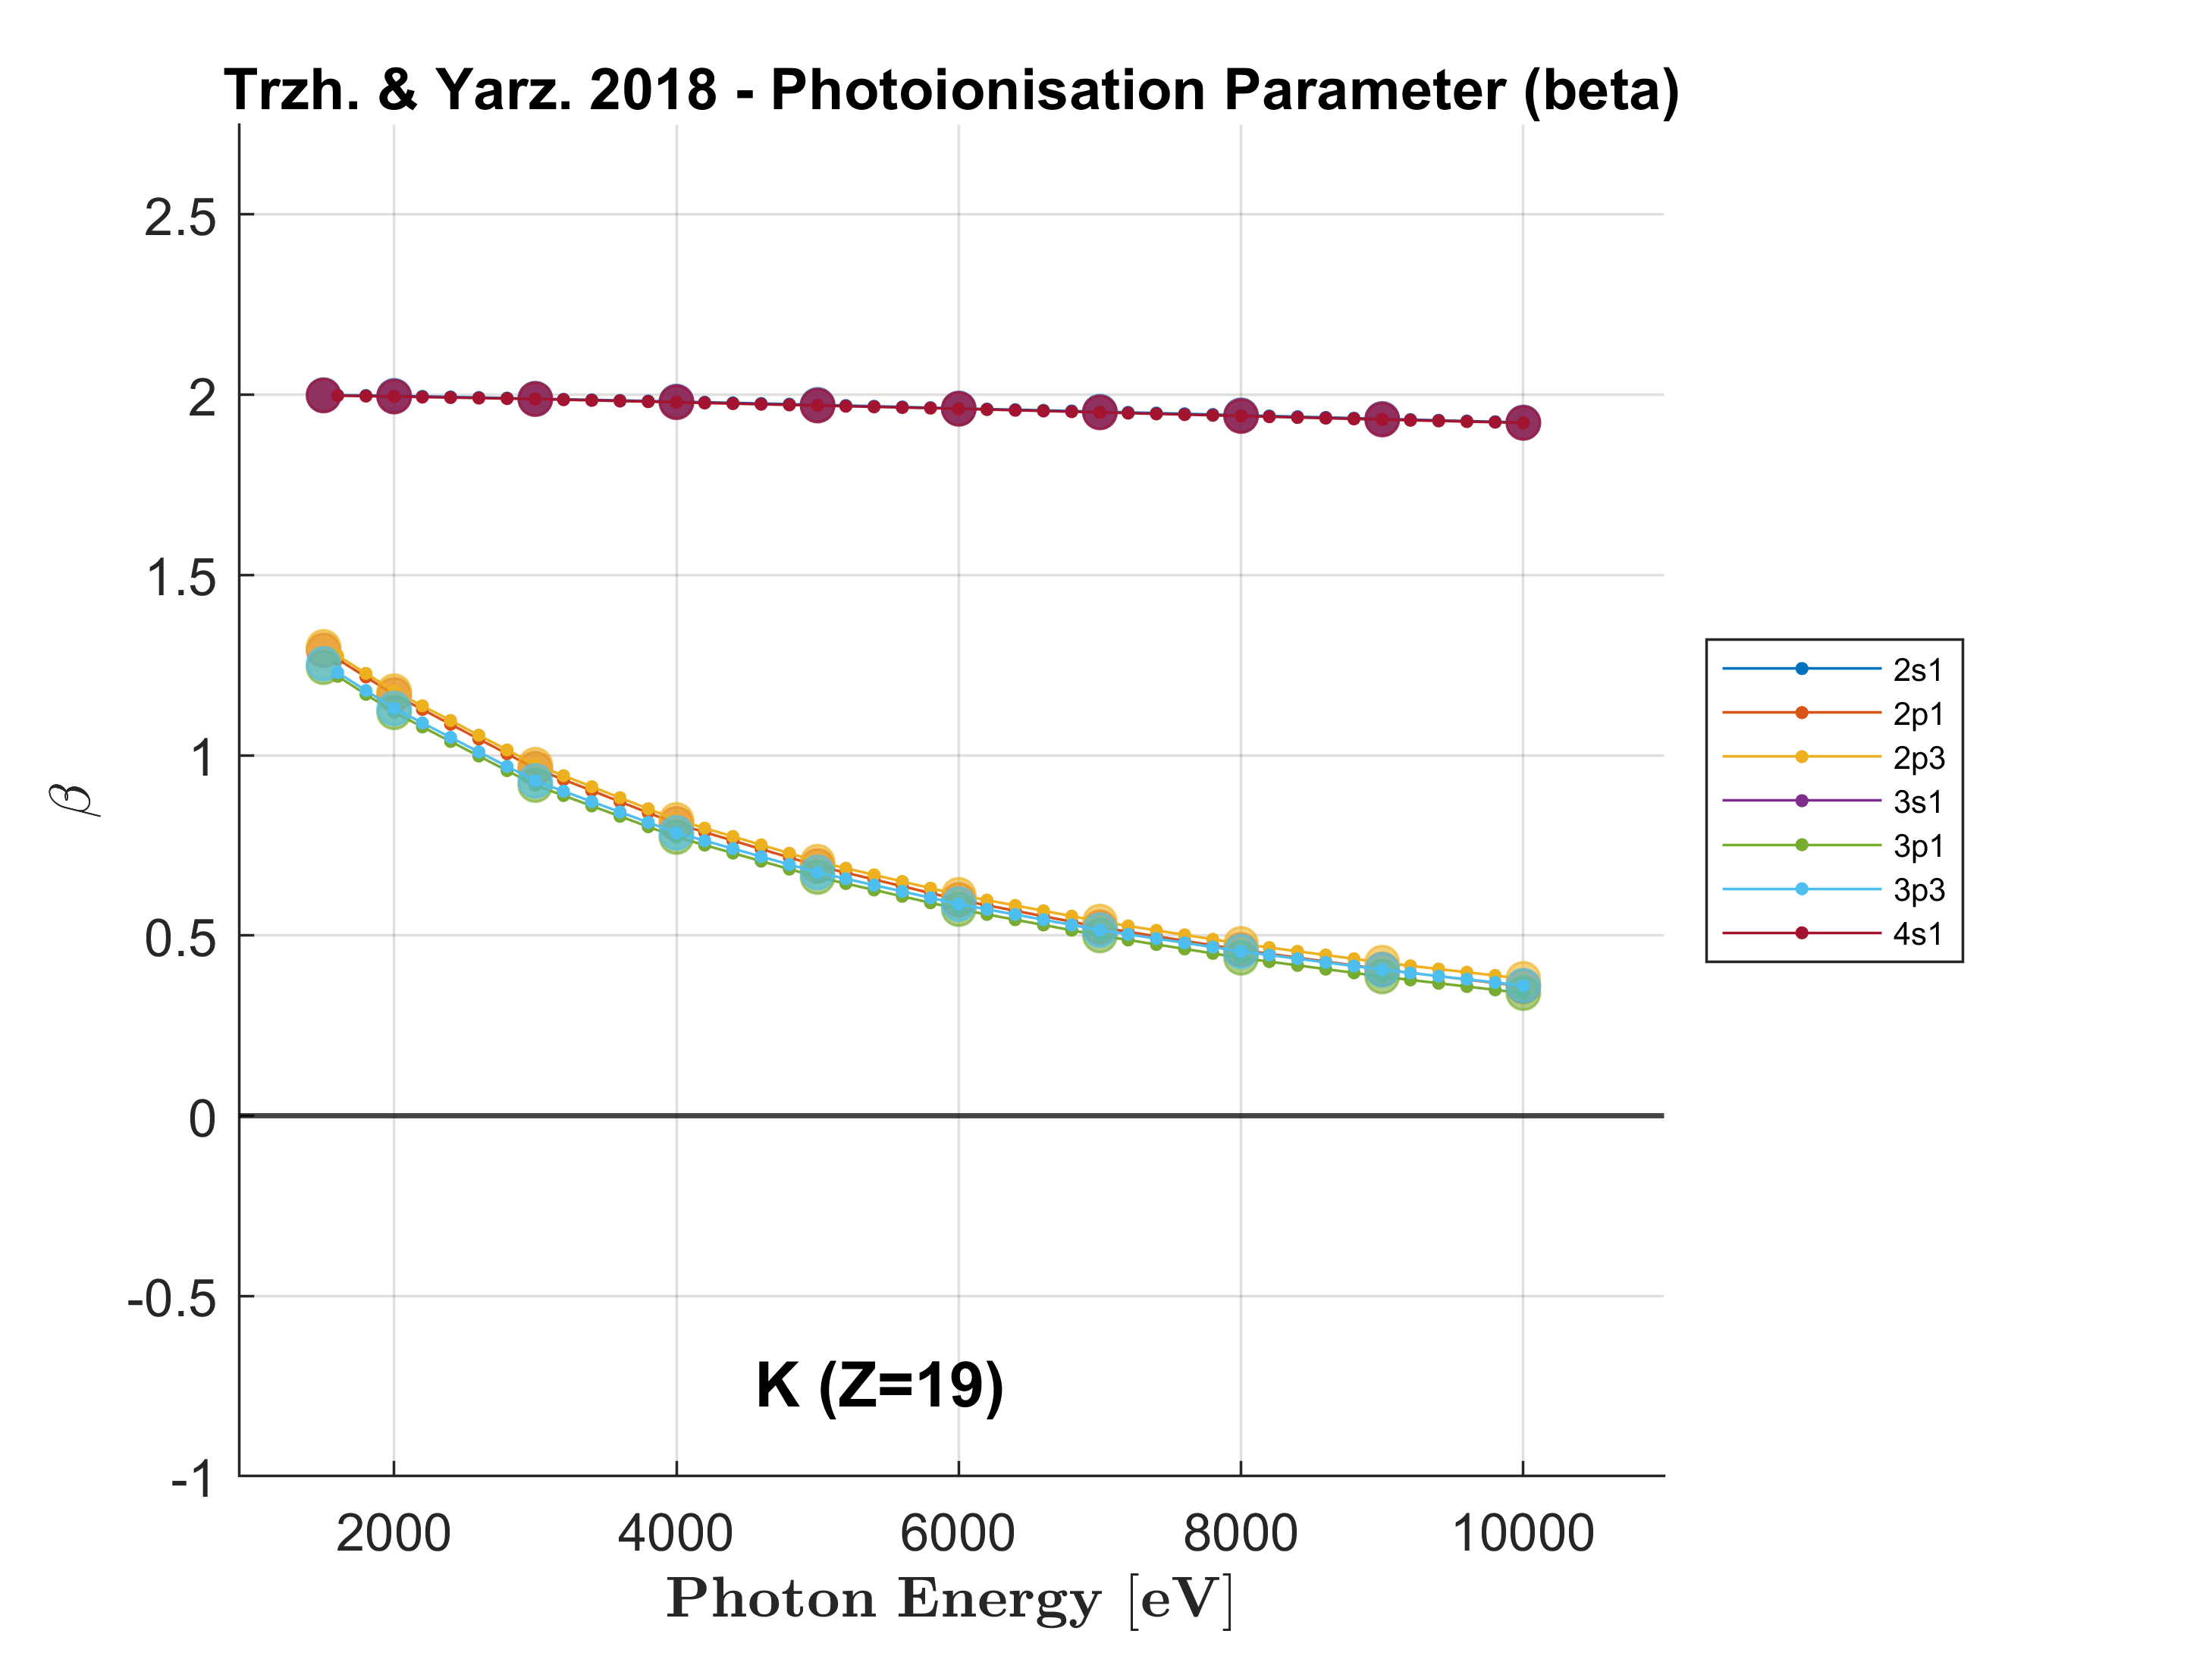 Trzh. & Yarz. 2018 - Photoionisation Parameter (beta)
2.5
2
1.5
1
0.5
0
-0.5
-1
β
K (Z=19)
2000 4000 6000 8000 10000
Photon Energy [eV]
2s1
2p1
2p3
3s1
3p1
3p3
4s1